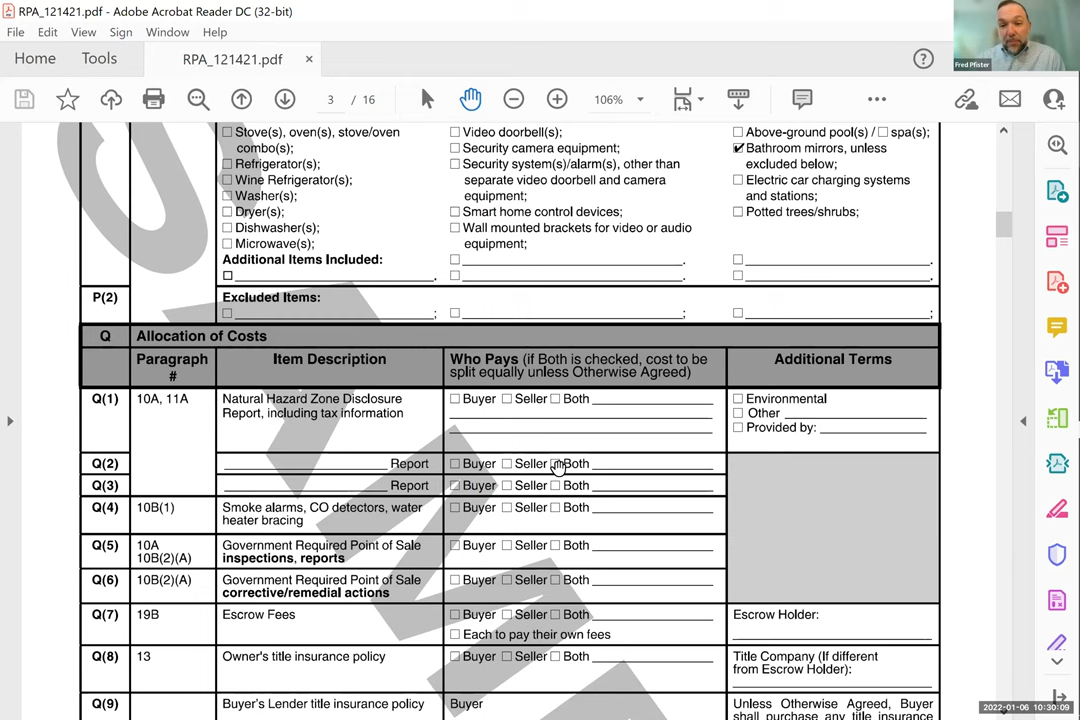 RPA_121421.pdf - Adobe Acrobat Reader DC (32-bit)
File Edit View Sign Window Help
Home Tools RPA_121421.pdf ×
3 / 16 106%
Fred Pfister
Stove(s), oven(s), stove/oven
combo(s);
Refrigerator(s);
Wine Refrigerator(s);
Washer(s);
Dryer(s);
Dishwasher(s);
Microwave(s);
Additional Items Included:
Video doorbell(s);
Security camera equipment;
Security system(s)/alarm(s), other than
separate video doorbell and camera
equipment;
Smart home control devices;
Wall mounted brackets for video or audio
equipment;
Above-ground pool(s) / spa(s);
Bathroom mirrors, unless
excluded below;
Electric car charging systems
and stations;
Potted trees/shrubs;
P(2) Excluded Items:
Q Allocation of Costs
Paragraph
#
Item Description
Who Pays (if Both is checked, cost to be
split equally unless Otherwise Agreed)
Additional Terms
Q(1) 10A, 11A Natural Hazard Zone Disclosure
Report, including tax information
Buyer Seller Both
Environmental
Other
Provided by:
Q(2) Report Buyer Seller Both
Q(3) Report Buyer Seller Both
Q(4) 10B(1) Smoke alarms, CO detectors, water
heater bracing
Buyer Seller Both
Q(5) 10A
10B(2)(A)
Government Required Point of Sale
inspections, reports
Buyer Seller Both
Q(6) 10B(2)(A) Government Required Point of Sale
corrective/remedial actions
Buyer Seller Both
Q(7) 19B Escrow Fees Buyer Seller Both
Each to pay their own fees
Escrow Holder:
Q(8) 13 Owner's title insurance policy Buyer Seller Both
Title Company (If different
from Escrow Holder):
Q(9) Buyer's Lender title insurance policy Buyer
Unless Otherwise Agreed, Buyer
shall purchase any title insurance
2022-01-06 10:30:09